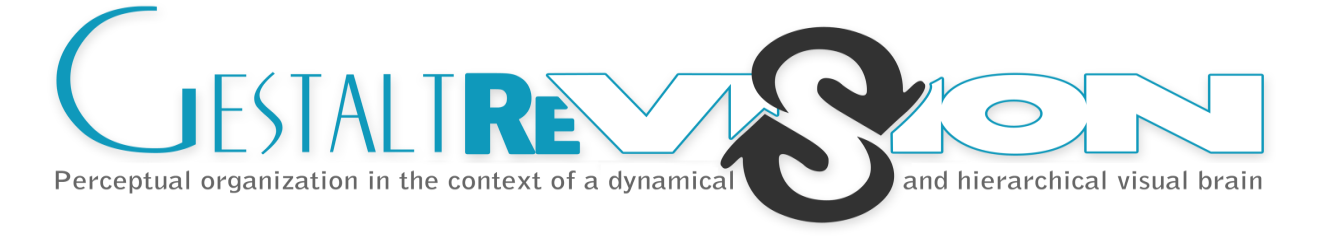 GESTALTREVISION
Perceptual organization in the context of a dynamical and hierarchical visual brain